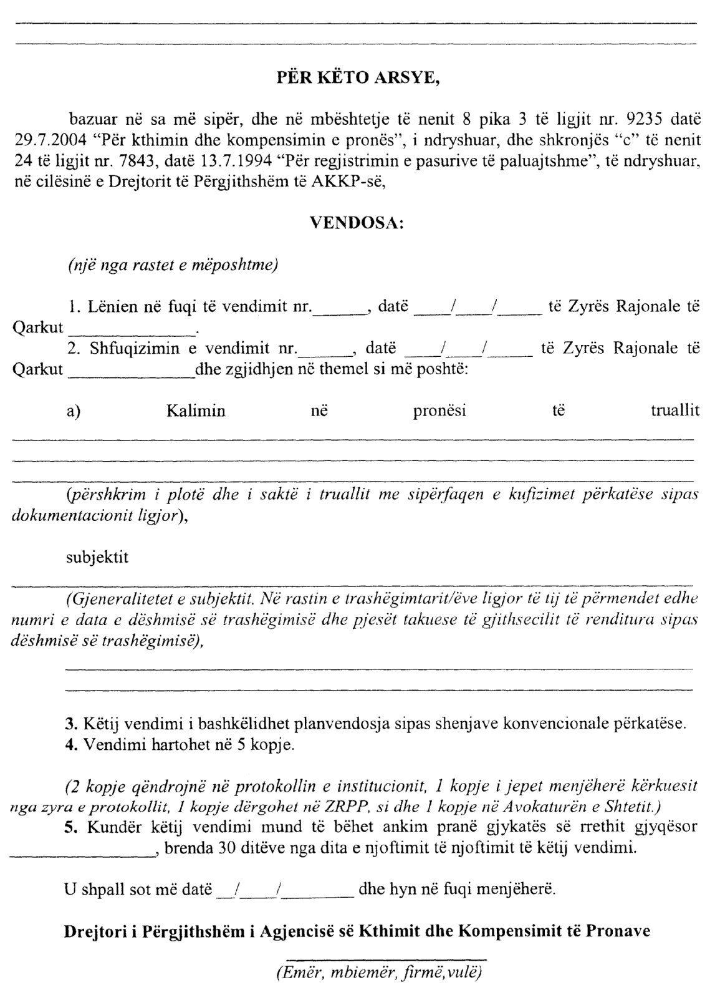 PËR KËTO ARSYE,
bazuar në sa më sipër, dhe në mbështetje të nenit 8 pika 3 të ligjit nr. 9235 datë
29.7.2004 “Për kthimin dhe kompensimin e pronës”, i ndryshuar, dhe shkronjës “c” të nenit
24 të ligjit nr. 7843, datë 13.7.1994 “Për regjistrimin e pasurive të paluajtshme”, të ndryshuar,
në cilësinë e Drejtorit të Përgjithshëm të AKKP-së,
VENDOSA:
(një nga rastet e mëposhtme)
1. Lënien në fuqi të vendimit nr.______, datë ____/____/_____ të Zyrës Rajonale të
Qarkut ______________.
2. Shfuqizimin e vendimit nr.______, datë ____/____/_____ të Zyrës Rajonale të
Qarkut ______________dhe zgjidhjen në themel si më poshtë:
a) Kalimin në pronësi të truallit
(përshkrim i plotë dhe i saktë i truallit me sipërfaqen e kufizimet përkatëse sipas
dokumentacionit ligjor),
subjektit
(Gjeneralitetet e subjektit. Në rastin e trashëgimtarit/ëve ligjor të tij të përmendet edhe
numri e data e dëshmisë së trashëgimisë dhe pjesët takuese të gjithsecilit të renditura sipas
dëshmisë së trashëgimisë),
3. Këtij vendimi i bashkëlidhet planvendosja sipas shenjave konvencionale përkatëse.
4. Vendimi hartohet në 5 kopje.
(2 kopje qëndrojnë në protokollin e institucionit, 1 kopje i jepet menjëherë kërkuesit
nga zyra e protokollit, 1 kopje dërgohet në ZRPP, si dhe 1 kopje në Avokaturën e Shtetit.)
5. Kundër këtij vendimi mund të bëhet ankim pranë gjykatës së rrethit gjyqësor
________________, brenda 30 ditëve nga dita e njoftimit të njoftimit të këtij vendimi.
U shpall sot më datë __/____/________ dhe hyn në fuqi menjëherë.
Drejtori i Përgjithshëm i Agjencisë së Kthimit dhe Kompensimit të Pronave
(Emër, mbiemër, firmë,vulë)